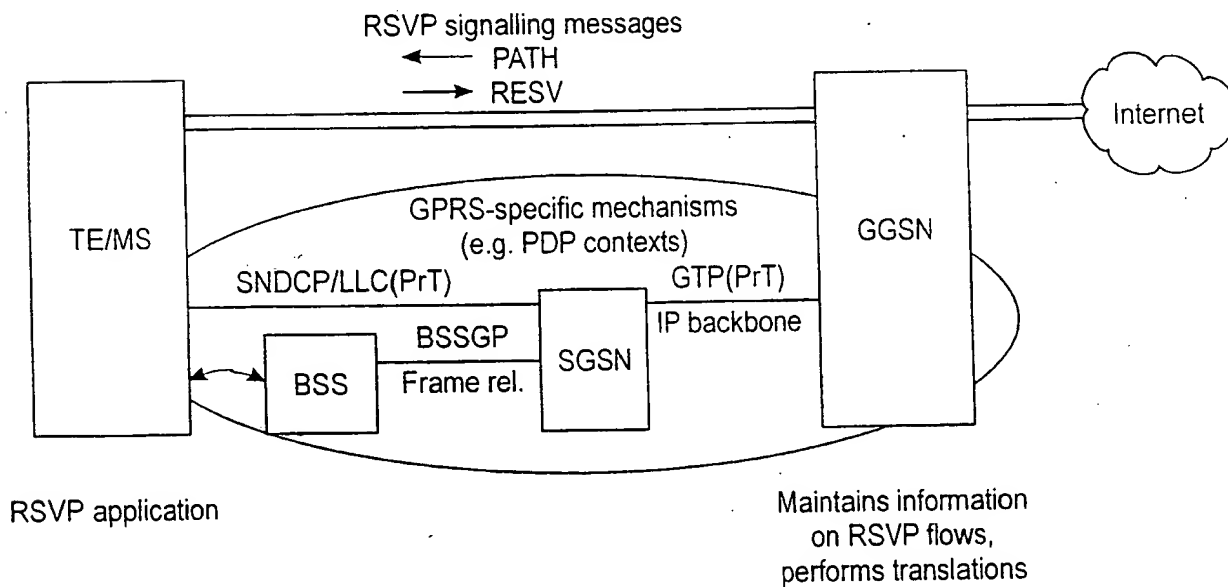 RSVP signalling messages
PATH
RESV
Internet
TE/MS
GPRS-specific mechanisms
(e.g. PDP contexts)
GGSN
SNDCP/LLC(PrT)
GTP(PrT)
IP backbone
BSSGP
SGSN
BSS
Frame rel.
RSVP application
Maintains information
on RSVP flows,
performs translations